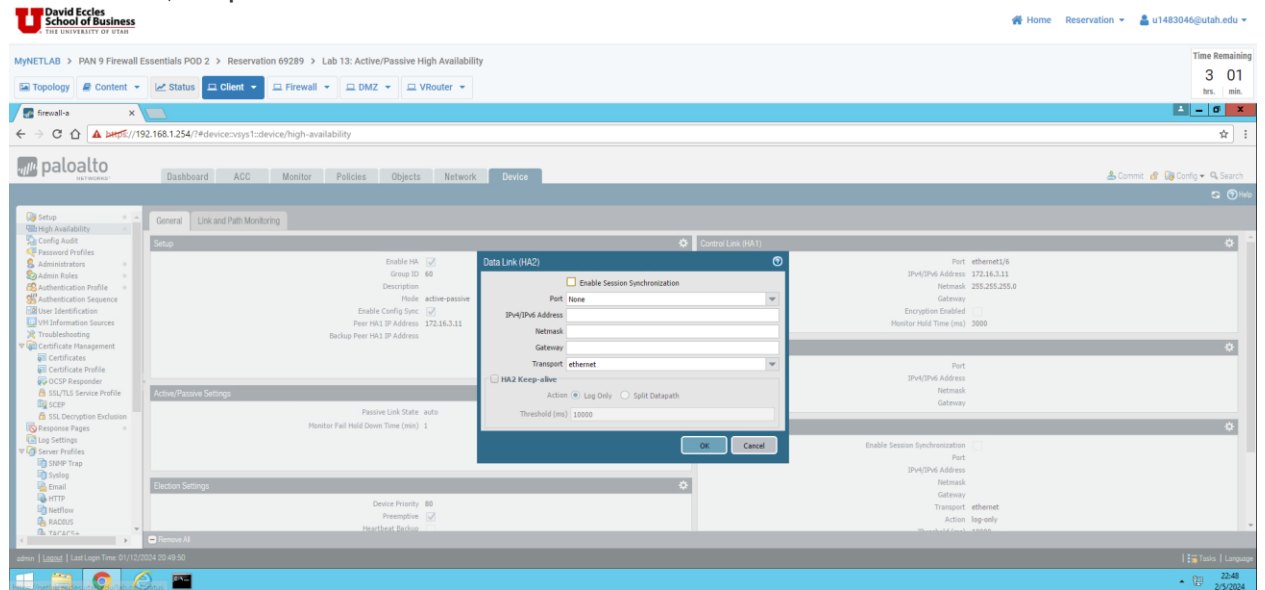 David Eccles
School of Business
THE UNIVERSITY OF UTAH
Home Reservation u1483046@utah.edu
MyNETLAB > PAN 9 Firewall Essentials POD 2 > Reservation 69289 > Lab 13: Active/Passive High Availability
Time Remaining
3 01
hrs. min.
Topology Content Status Client Firewall DMZ VRouter
firewall-a
https://192.168.1.254/?#device::vsys1::device/high-availability
paloalto
NETWORKS
Dashboard ACC Monitor Policies Objects Network Device
Commit Config Search
Help
Setup
High Availability
Config Audit
Password Profiles
Administrators
Admin Roles
Authentication Profile
Authentication Sequence
User Identification
VM Information Sources
Troubleshooting
Certificate Management
Certificates
Certificate Profile
OCSP Responder
SSL/TLS Service Profile
SCEP
SSL Decryption Exclusion
Response Pages
Log Settings
Server Profiles
SNMP Trap
Syslog
Email
HTTP
Netflow
RADIUS
TACACS+
General Link and Path Monitoring
Setup
Enable HA
Group ID 60
Description
Mode active-passive
Enable Config Sync
Peer HA1 IP Address 172.16.3.11
Backup Peer HA1 IP Address
Active/Passive Settings
Passive Link State auto
Monitor Fail Hold Down Time (min) 1
Election Settings
Device Priority 80
Preemptive
Heartbeat Backup
Remove All
Data Link (HA2)
Enable Session Synchronization
Port None
IPv4/IPv6 Address
Netmask
Gateway
Transport ethernet
HA2 Keep-alive
Action Log Only Split Datapath
Threshold (ms) 10000
OK Cancel
Control Link (HA1)
Port ethernet1/6
IPv4/IPv6 Address 172.16.3.11
Netmask 255.255.255.0
Gateway
Encryption Enabled
Monitor Hold Time (ms) 3000
Port
IPv4/IPv6 Address
Netmask
Gateway
Enable Session Synchronization
Port
IPv4/IPv6 Address
Netmask
Gateway
Transport ethernet
Action log-only
Threshold (ms) 10000
admin | Logout | Last Login Time: 01/12/2024 20:49:50
Tasks | Language
22:48
2/5/2024